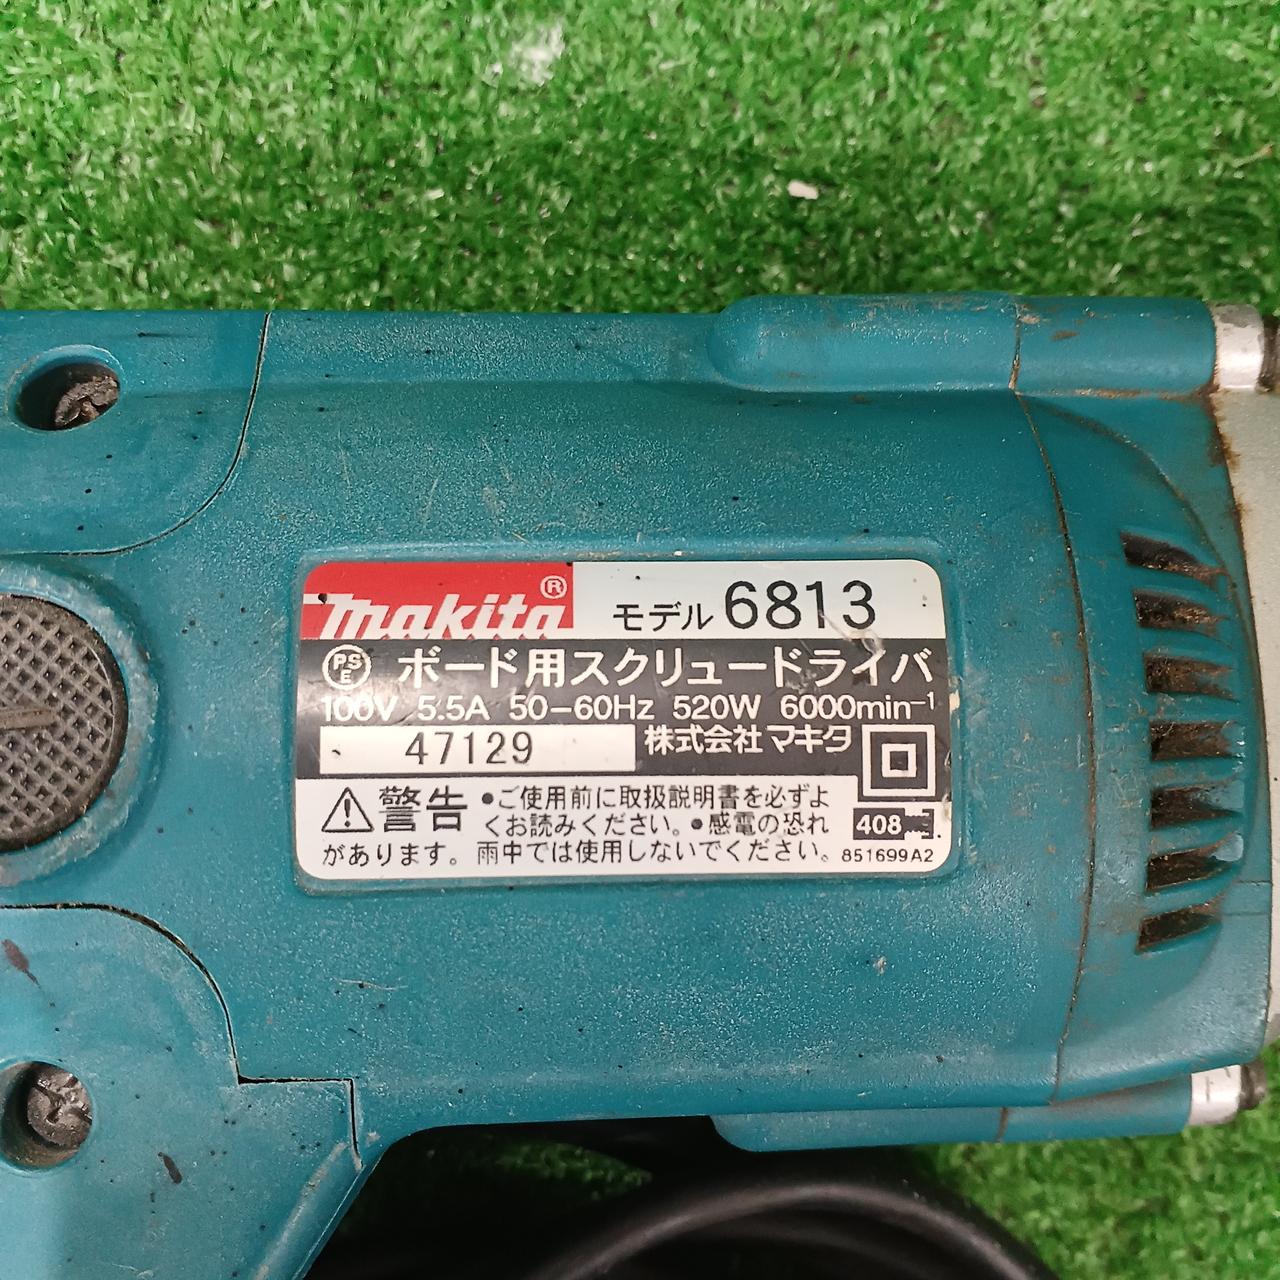 makita® モデル 6813
PSE ボード用スクリュードライバ
100V 5.5A 50-60Hz 520W 6000min⁻¹
47129 株式会社マキタ
⚠警告 •ご使用前に取扱説明書を必ずよ
くお読みください。•感電の恐れ 408
があります。雨中では使用しないでください。 851699A2